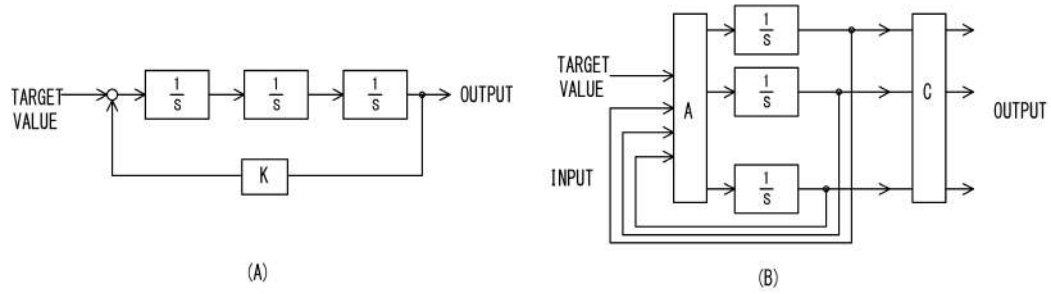 TARGET
VALUE
1
S
1
S
1
S
OUTPUT
K
(A)
TARGET
VALUE
INPUT
A
1
S
1
S
1
S
C
OUTPUT
(B)